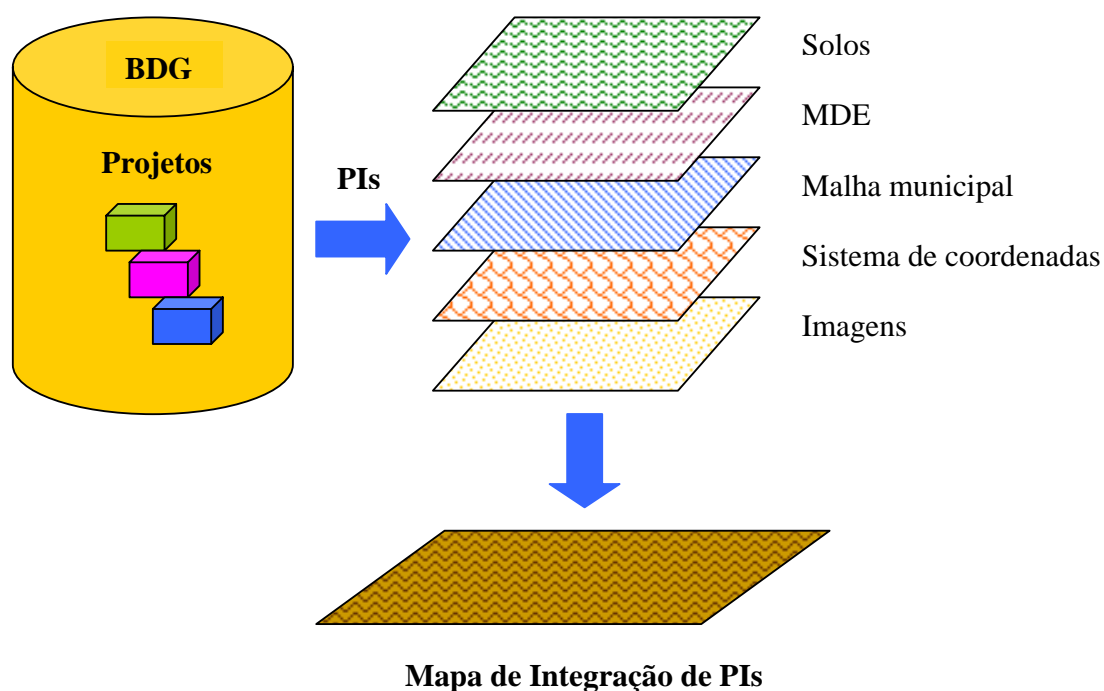 BDG
Projetos
PIs
Solos
MDE
Malha municipal
Sistema de coordenadas
Imagens
Mapa de Integração de PIs